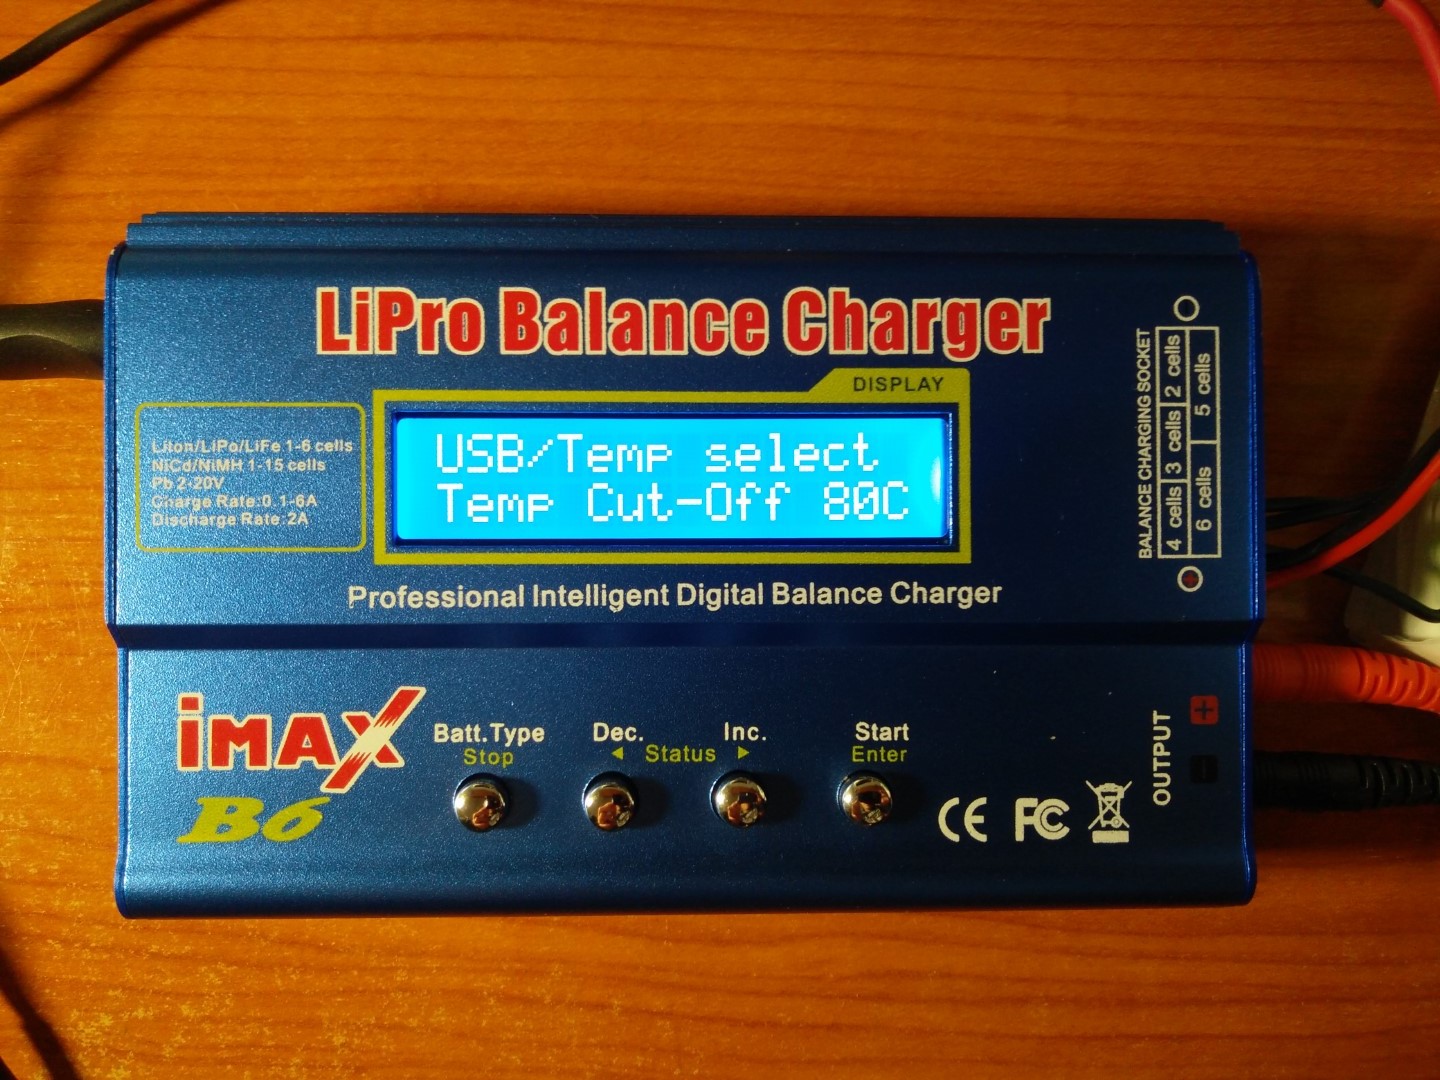 LiPro Balance Charger
DISPLAY
USB/Temp select
Temp Cut-Off 80C
LiIon/LiPo/LiFe 1-6 cells
NiCd/NiMH 1-15 cells
Pb 2-20V
Charge Rate:0.1-6A
Discharge Rate:2A
Professional Intelligent Digital Balance Charger
BALANCE CHARGING SOCKET
4 cells 3 cells 2 cells
6 cells 5 cells
iMAX
B6
Batt.Type
Stop
Dec.
Inc.
◄ Status ►
Start
Enter
CE FC
OUTPUT
+
-